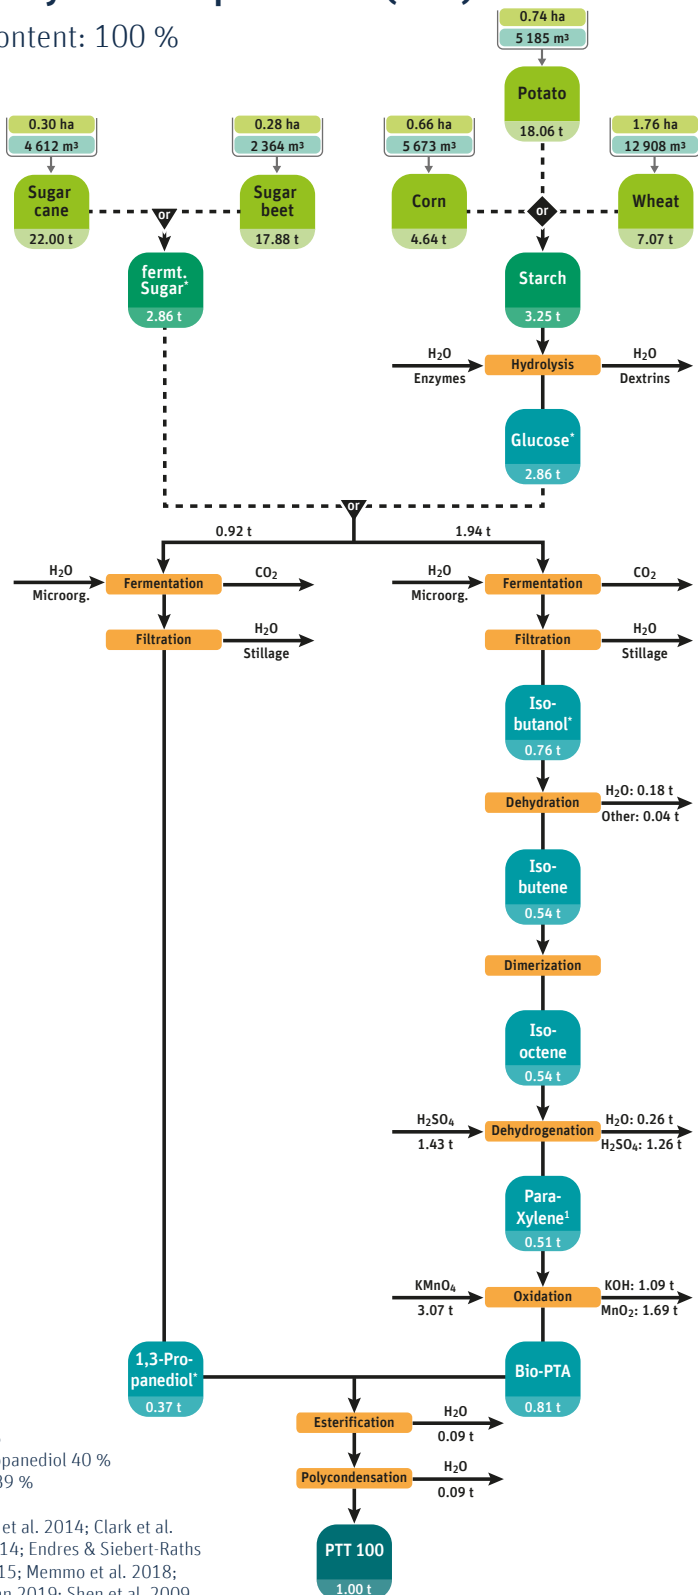 ontent: 100 %
0.74 ha
5 185 m³
Potato
18.06 t
0.30 ha
4 612 m³
0.28 ha
2 364 m³
0.66 ha
5 673 m³
1.76 ha
12 908 m³
Sugar
cane
22.00 t
or
Sugar
beet
17.88 t
Corn
4.64 t
or
Wheat
7.07 t
fermt.
Sugar*
2.86 t
Starch
3.25 t
H₂O
Enzymes
Hydrolysis
H₂O
Dextrins
Glucose*
2.86 t
or
0.92 t
1.94 t
H₂O
Microorg.
Fermentation
CO₂
H₂O
Microorg.
Fermentation
CO₂
Filtration
H₂O
Stillage
Filtration
H₂O
Stillage
Iso-
butanol*
0.76 t
Dehydration
H₂O: 0.18 t
Other: 0.04 t
Iso-
butene
0.54 t
Dimerization
Iso-
octene
0.54 t
H₂SO₄
1.43 t
Dehydrogenation
H₂O: 0.26 t
H₂SO₄: 1.26 t
Para-
Xylene¹
0.51 t
KMnO₄
3.07 t
Oxidation
KOH: 1.09 t
MnO₂: 1.69 t
1,3-Pro-
panediol*
0.37 t
Bio-PTA
0.81 t
Esterification
H₂O
0.09 t
Polycondensation
H₂O
0.09 t
PTT 100
1.00 t
opanediol 40 %
39 %
et al. 2014; Clark et al.
14; Endres & Siebert-Raths
15; Memmo et al. 2018;
an 2019; Shen et al. 2009